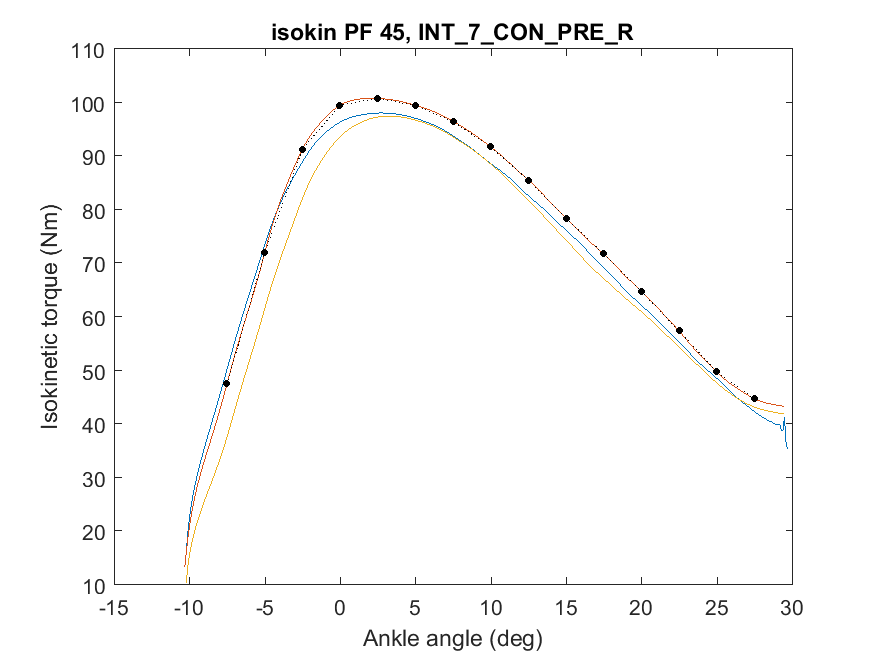 isokin PF 45, INT_7_CON_PRE_R
110
100
90
80
70
60
50
40
30
20
10
Isokinetic torque (Nm)
-15 -10 -5 0 5 10 15 20 25 30
Ankle angle (deg)